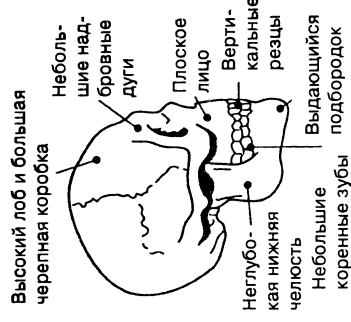 Высокий лоб и большая
черепная коробка
Неболь-
шие над-
бровные
дуги
Плоское
лицо
Верти-
кальные
резцы
Выдающийся
подбородок
Небольшие
коренные зубы
Неглубо-
кая нижняя
челюсть